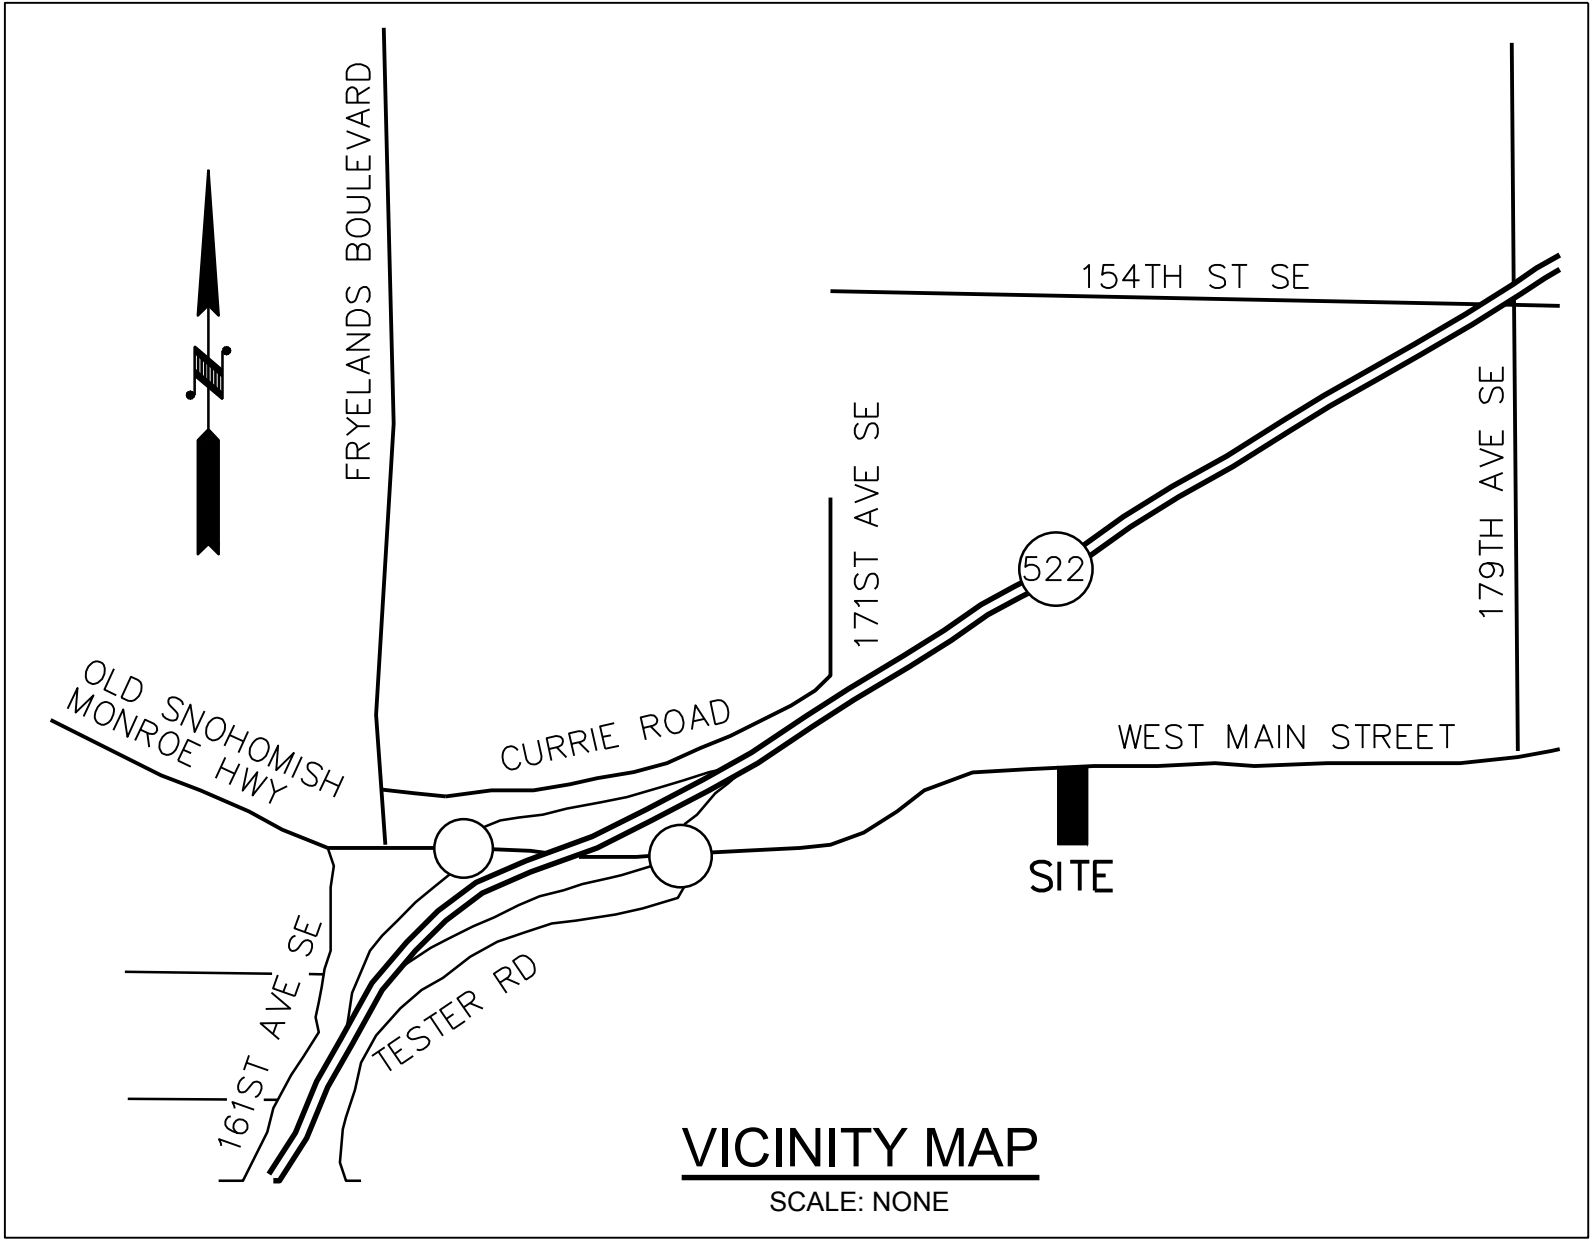 FRYELANDS BOULEVARD
154TH ST SE
179TH AVE SE
171ST AVE SE
522
N
OLD SNOHOMISH
MONROE HWY
CURRIE ROAD
WEST MAIN STREET
SITE
161ST AVE SE
TESTER RD
VICINITY MAP
SCALE: NONE